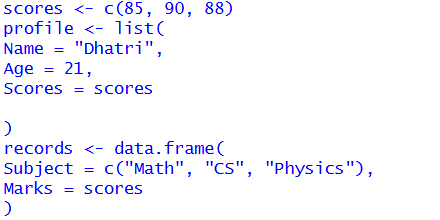 scores <- c(85, 90, 88)
profile <- list(
Name = "Dhatri",
Age = 21,
Scores = scores
)
records <- data.frame(
Subject = c("Math", "CS", "Physics"),
Marks = scores
)